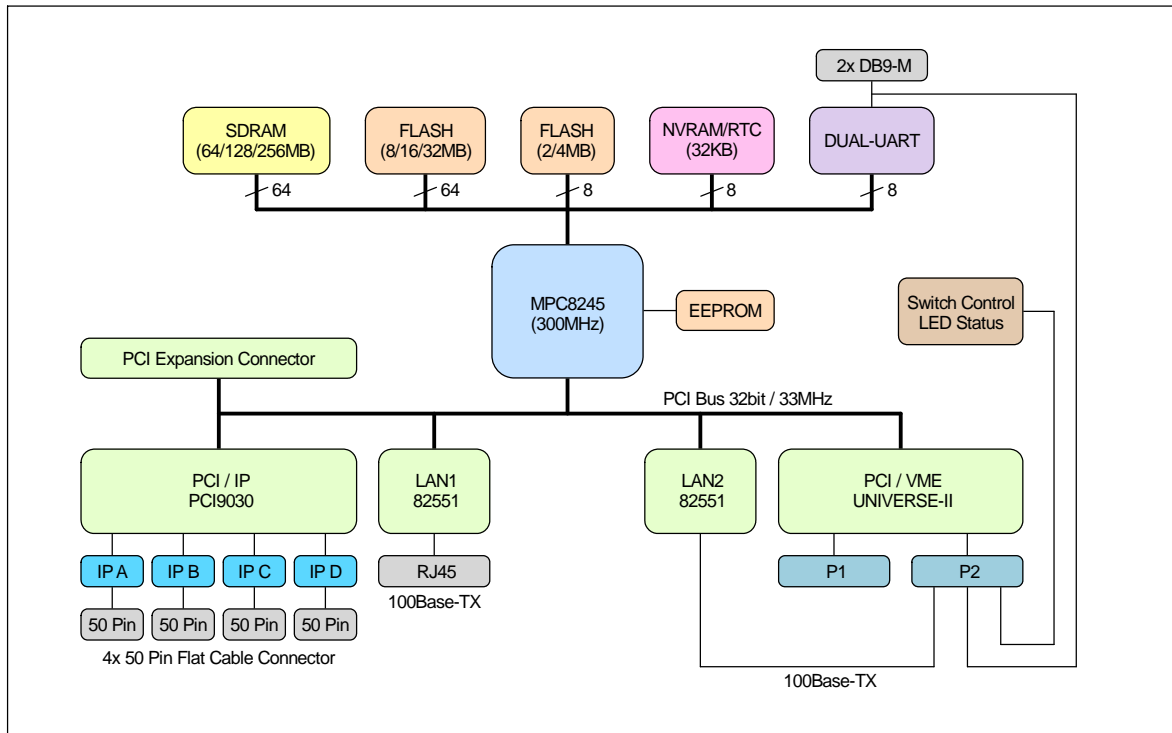 2x DB9-M
SDRAM
(64/128/256MB)
FLASH
(8/16/32MB)
FLASH
(2/4MB)
NVRAM/RTC
(32KB)
DUAL-UART
64
64
8
8
8
MPC8245
(300MHz)
EEPROM
Switch Control
LED Status
PCI Expansion Connector
PCI Bus 32bit / 33MHz
PCI / IP
PCI9030
LAN1
82551
LAN2
82551
PCI / VME
UNIVERSE-II
IP A
IP B
IP C
IP D
RJ45
P1
P2
100Base-TX
50 Pin
50 Pin
50 Pin
50 Pin
4x 50 Pin Flat Cable Connector
100Base-TX